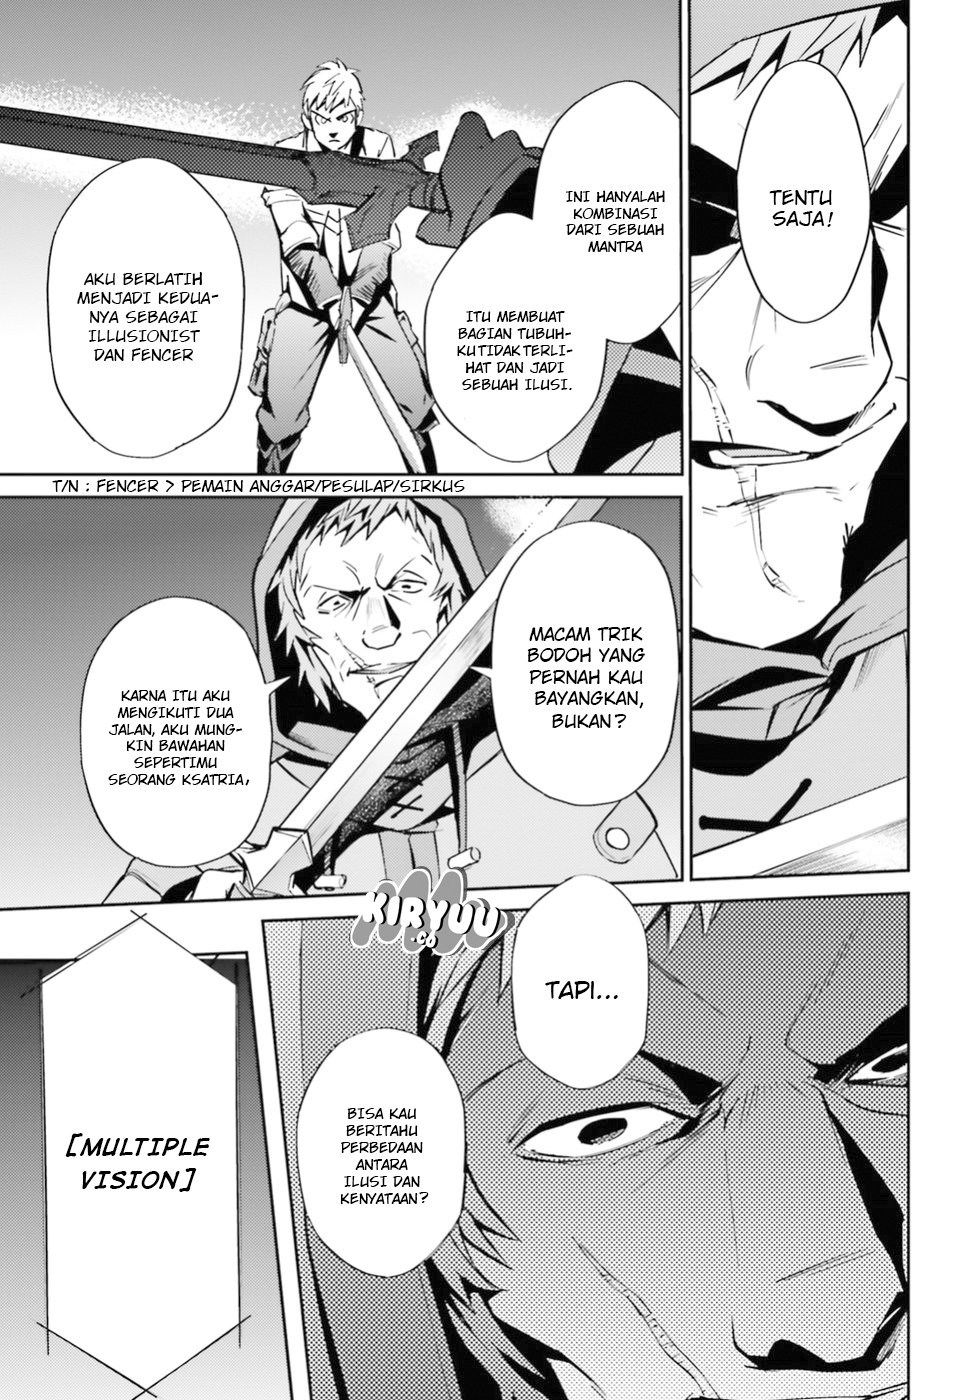 TENTU
SAJA!
INI HANYALAH
KOMBINASI
DARI SEBUAH
MANTRA
ITU MEMBUAT
BAGIAN TUBUH-
KUTIDAKTERLI-
HAT DAN JADI
SEBUAH ILUSI.
AKU BERLATIH
MENJADI KEDUA-
NYA SEBAGAI
ILLUSIONIST
DAN FENCER
T/N : FENCER > PEMAIN ANGGAR/PESULAP/SIRKUS
MACAM TRIK
BODOH YANG
PERNAH KAU
BAYANGKAN,
BUKAN?
KARNA ITU AKU
MENGIKUTI DUA
JALAN, AKU MUNG-
KIN BAWAHAN
SEPERTIMU
SEORANG KSATRIA,
KIRYUU
.CO
TAPI...
BISA KAU
BERITAHU
PERBEDAAN
ANTARA
ILUSI DAN
KENYATAAN?
[MULTIPLE
VISION]